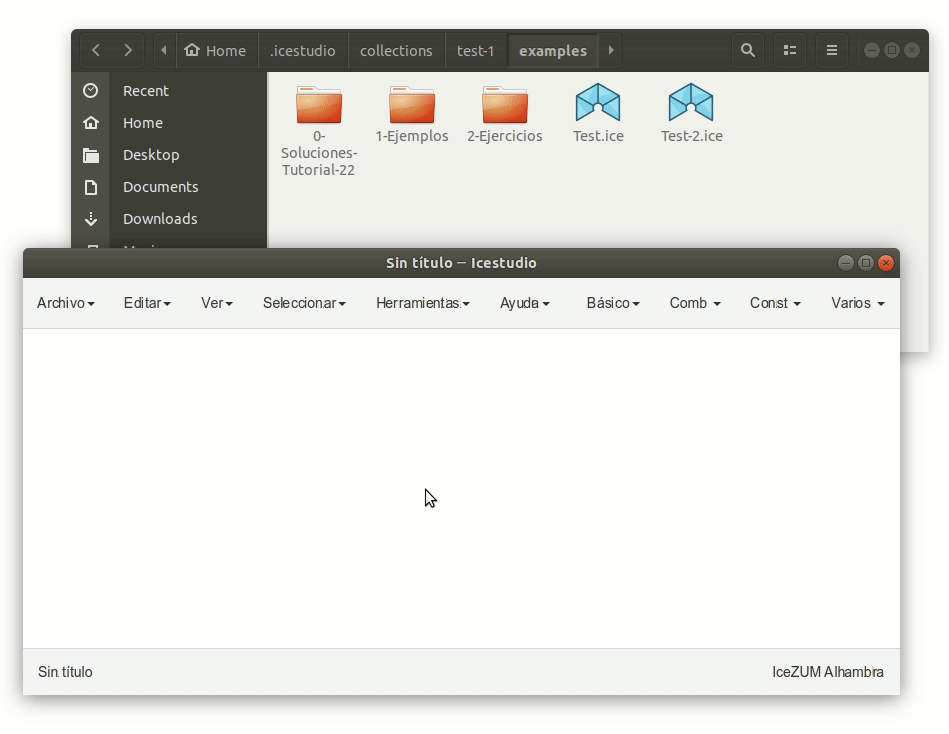 Home .icestudio collections test-1 examples
Recent
Home
Desktop
Documents
Downloads
0-
Soluciones-
Tutorial-22
1-Ejemplos
2-Ejercicios
Test.ice
Test-2.ice
Sin título – Icestudio
Archivo Editar Ver Seleccionar Herramientas Ayuda Básico Comb Const Varios
Sin título
IceZUM Alhambra